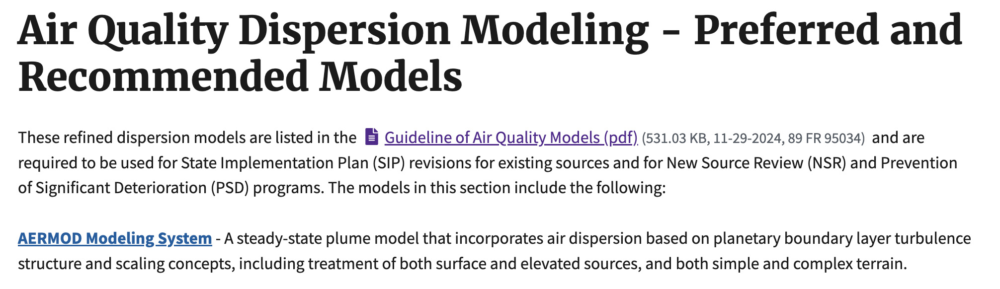 Air Quality Dispersion Modeling - Preferred and
Recommended Models
These refined dispersion models are listed in the Guideline of Air Quality Models (pdf) (531.03 KB, 11-29-2024, 89 FR 95034) and are
required to be used for State Implementation Plan (SIP) revisions for existing sources and for New Source Review (NSR) and Prevention
of Significant Deterioration (PSD) programs. The models in this section include the following:
AERMOD Modeling System - A steady-state plume model that incorporates air dispersion based on planetary boundary layer turbulence
structure and scaling concepts, including treatment of both surface and elevated sources, and both simple and complex terrain.